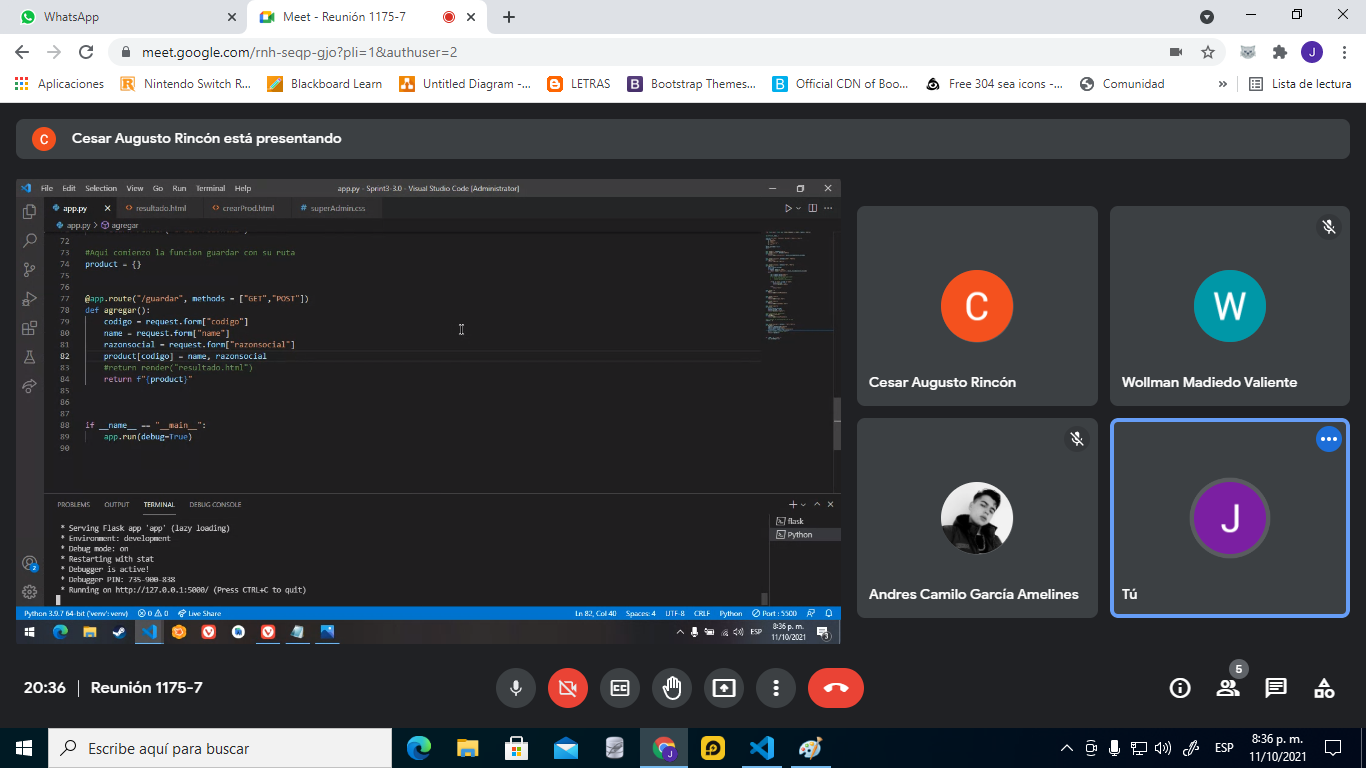 WhatsApp
Meet - Reunión 1175-7
meet.google.com/rnh-seqp-gjo?pli=1&authuser=2
J
Aplicaciones
Nintendo Switch R...
Blackboard Learn
Untitled Diagram -...
LETRAS
Bootstrap Themes...
Official CDN of Boo...
Free 304 sea icons -...
Comunidad
»
Lista de lectura
C
Cesar Augusto Rincón está presentando
File Edit Selection View Go Run Terminal Help
app.py - Sprint3-3.0 - Visual Studio Code [Administrator]
app.py
resultado.html
crearProd.html
# superAdmin.css
app.py > agregar
72
73 #Aqui comienzo la funcion guardar con su ruta
74 product = {}
75
76
77 @app.route("/guardar", methods = ["GET","POST"])
78 def agregar():
79 codigo = request.form["codigo"]
80 name = request.form["name"]
81 razonsocial = request.form["razonsocial"]
82 product[codigo] = name, razonsocial
83 #return render("resultado.html")
84 return f"{product}"
85
86
87
88 if __name__ == "__main__":
89 app.run(debug=True)
90
PROBLEMS OUTPUT TERMINAL DEBUG CONSOLE
* Serving Flask app 'app' (lazy loading)
* Environment: development
* Debug mode: on
* Restarting with stat
* Debugger is active!
* Debugger PIN: 735-900-838
* Running on http://127.0.0.1:5000/ (Press CTRL+C to quit)
flask
Python
Python 3.9.7 64-bit ('venv': venv) 0 0 Live Share
Ln 82, Col 40 Spaces: 4 UTF-8 CRLF Python Port : 5500
ESP
8:36 p. m.
11/10/2021
3
C
Cesar Augusto Rincón
W
Wollman Madiedo Valiente
Andres Camilo García Amelines
J
Tú
20:36 | Reunión 1175-7
5
Escribe aquí para buscar
ESP
8:36 p. m.
11/10/2021